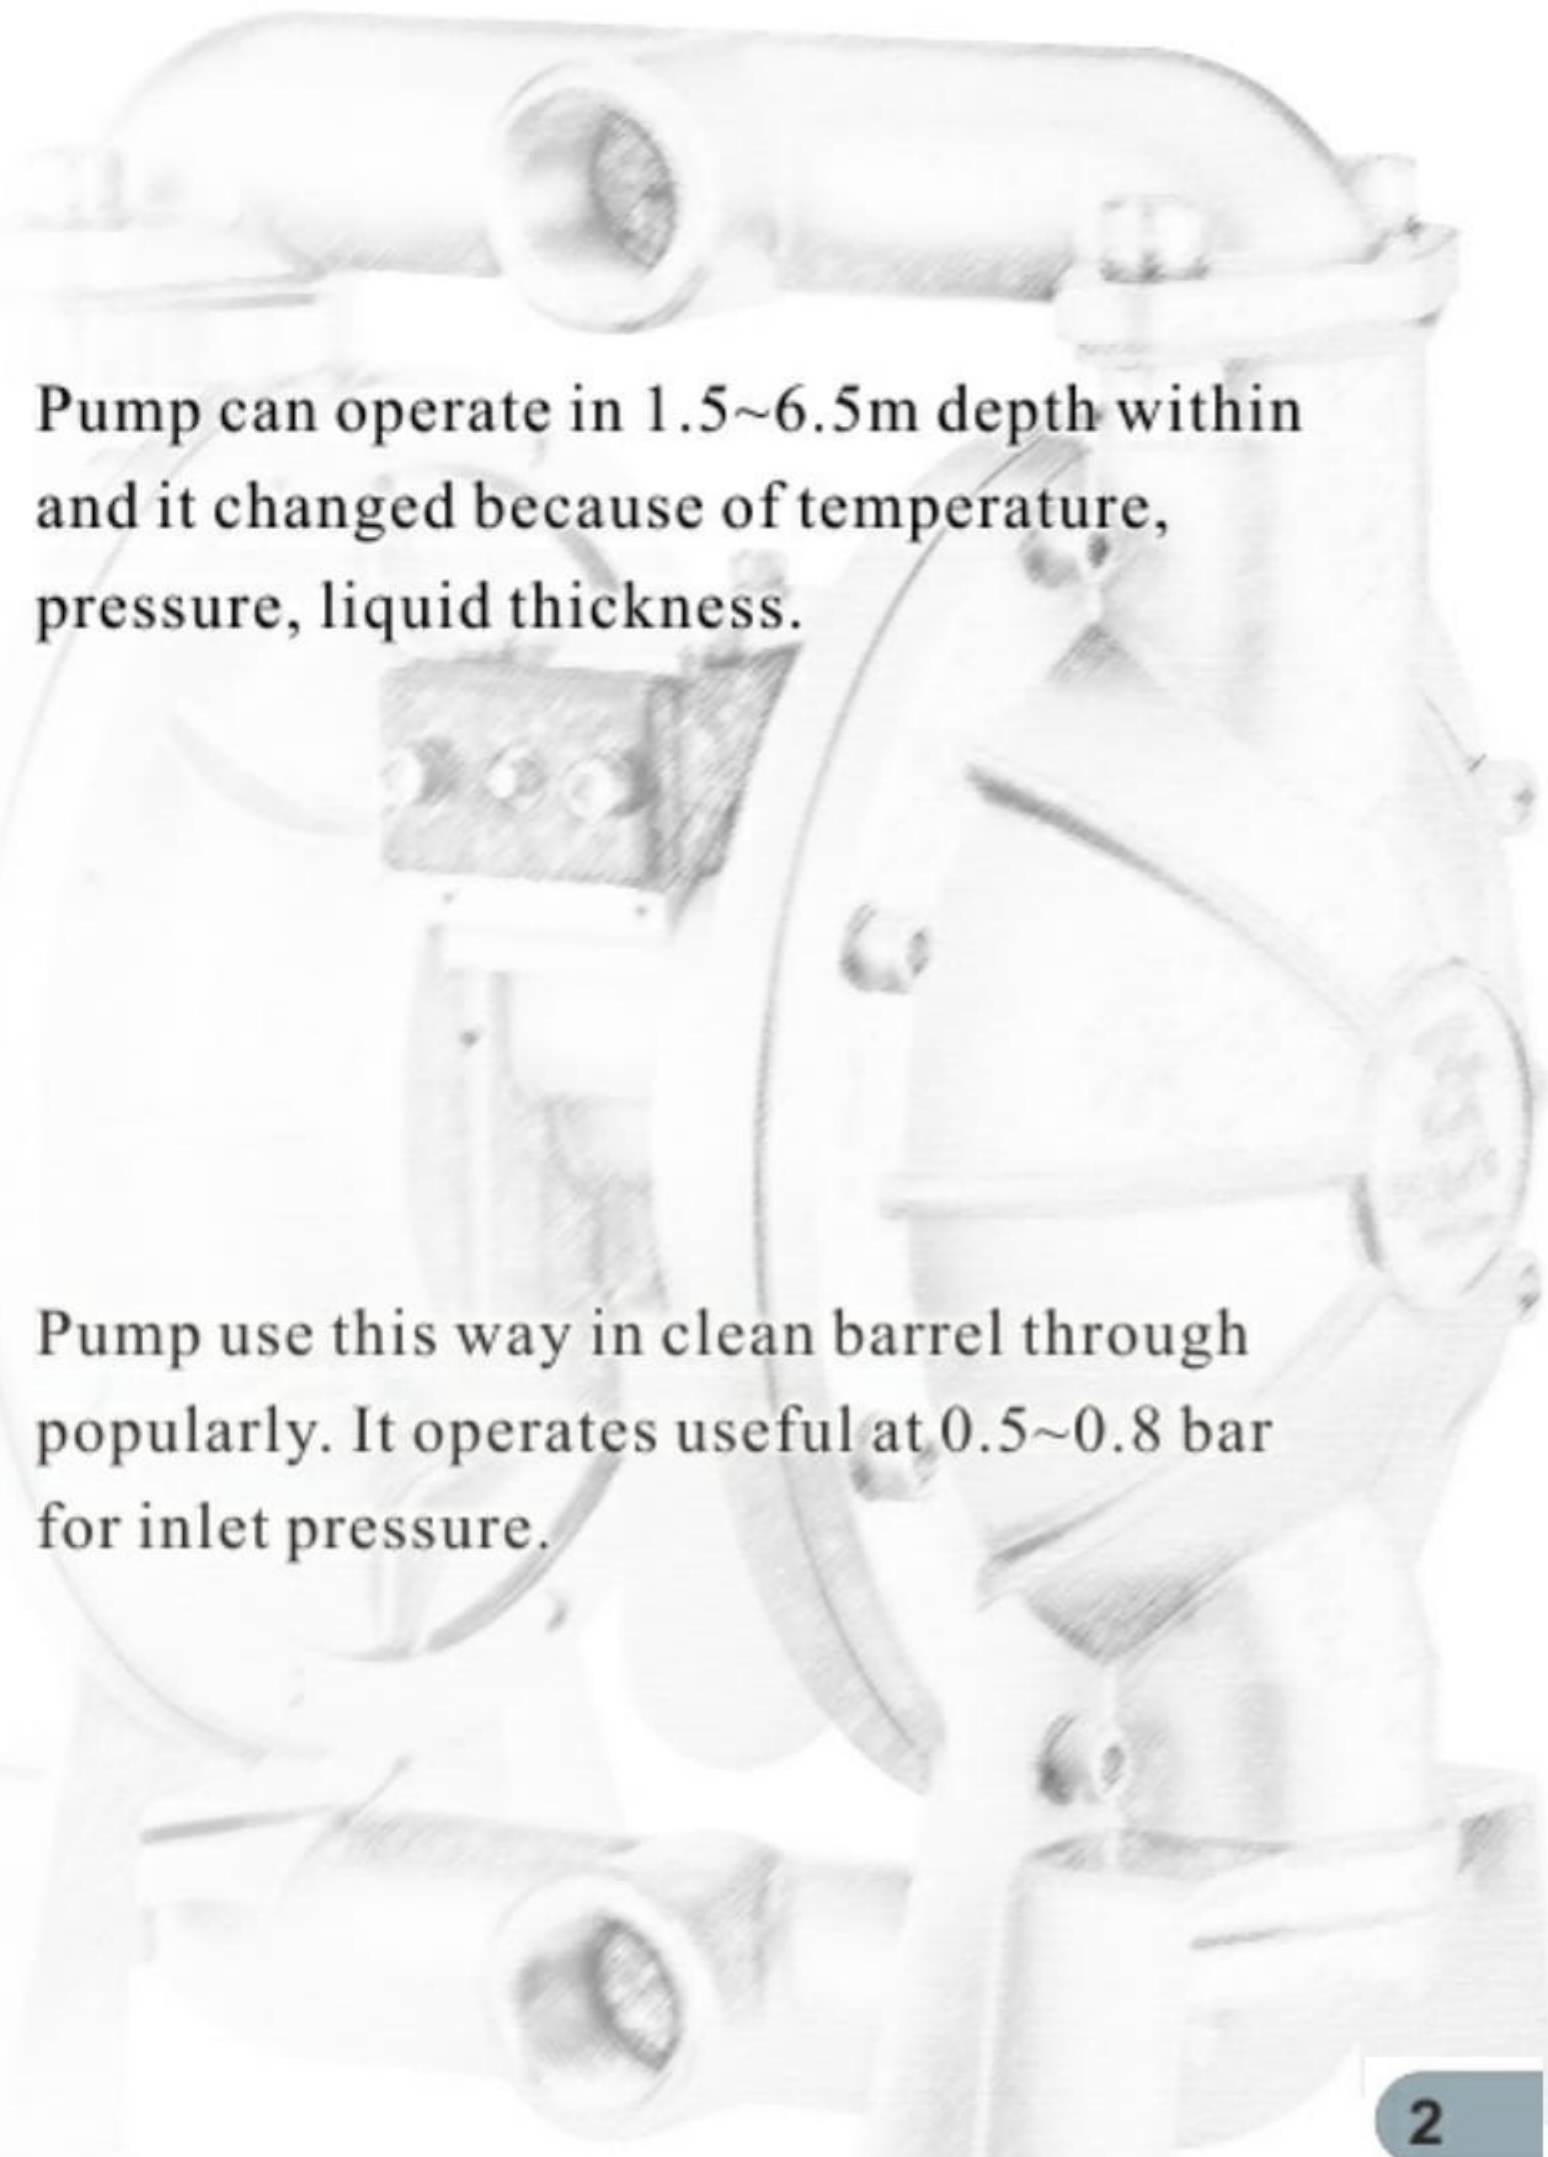 Pump can operate in 1.5~6.5m depth within
and it changed because of temperature,
pressure, liquid thickness.
Pump use this way in clean barrel through
popularly. It operates useful at 0.5~0.8 bar
for inlet pressure.
2